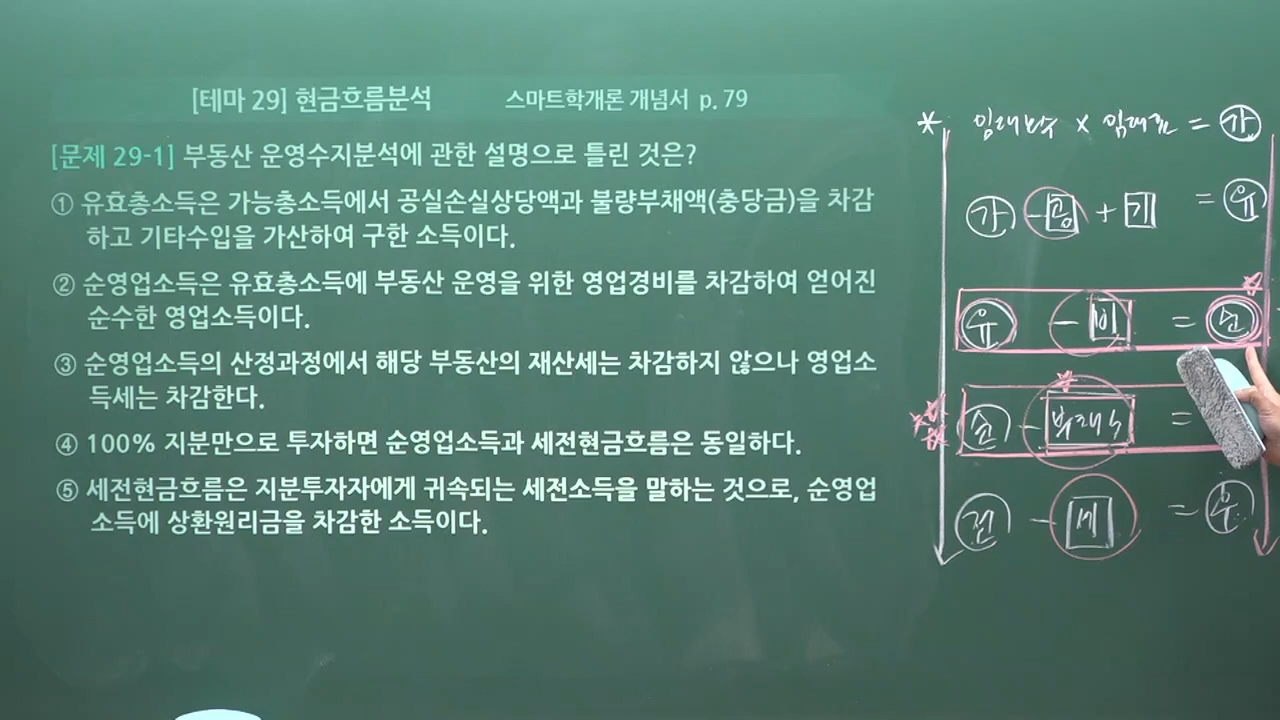 [테마 29] 현금흐름분석 스마트학개론 개념서 p. 79
[문제 29-1] 부동산 운영수지분석에 관한 설명으로 틀린 것은?
① 유효총소득은 가능총소득에서 공실손실상당액과 불량부채액(충당금)을 차감
하고 기타수입을 가산하여 구한 소득이다.
② 순영업소득은 유효총소득에 부동산 운영을 위한 영업경비를 차감하여 얻어진
순수한 영업소득이다.
③ 순영업소득의 산정과정에서 해당 부동산의 재산세는 차감하지 않으나 영업소
득세는 차감한다.
④ 100% 지분만으로 투자하면 순영업소득과 세전현금흐름은 동일하다.
⑤ 세전현금흐름은 지분투자자에게 귀속되는 세전소득을 말하는 것으로, 순영업
소득에 상환원리금을 차감한 소득이다.
* 임대단수 x 임대료 = 가
가 - 공 + 기 = 유
유 - 비 = 순
순 - 부채수 =
전 - 세 = 후